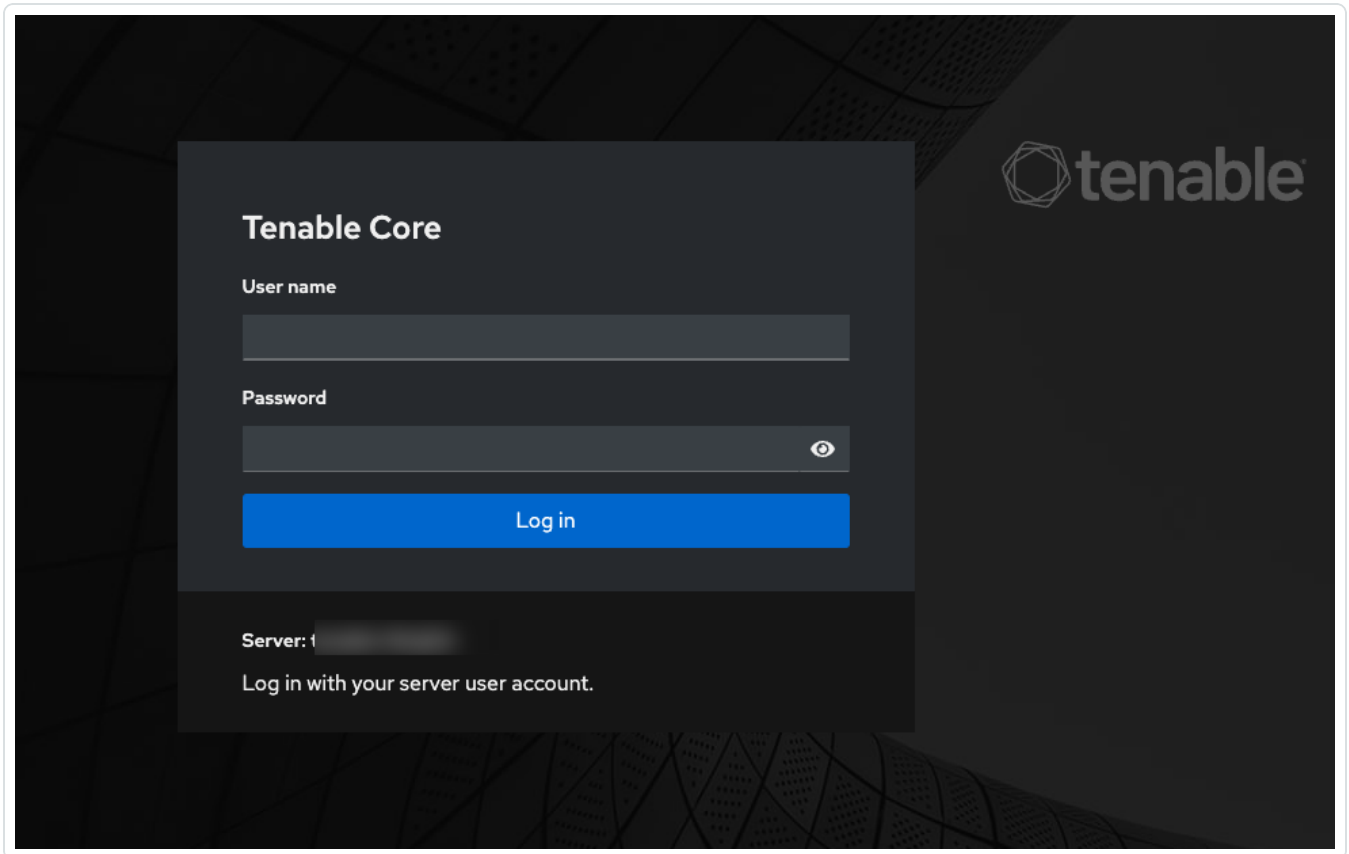 tenable
Tenable Core
User name
Password
Log in
Server:
Log in with your server user account.